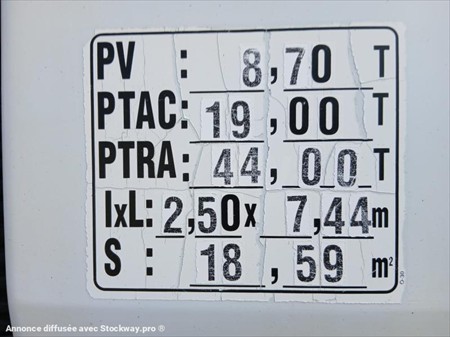 PV : 8,70 T
PTAC: 19,00 T
PTRA: 44,00 T
lxL: 2,50x 7,44m
S : 18,59 m²
Annonce diffusée avec Stockway.pro ®